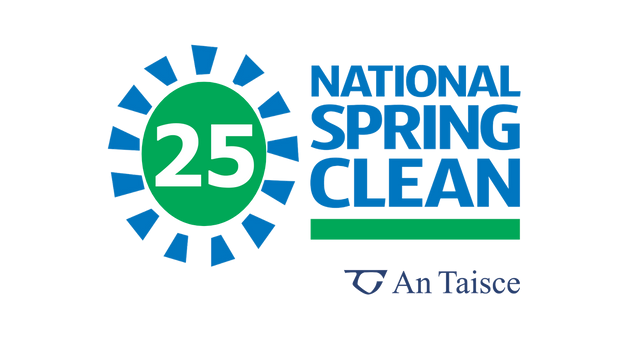 25
NATIONAL
SPRING
CLEAN
An Taisce